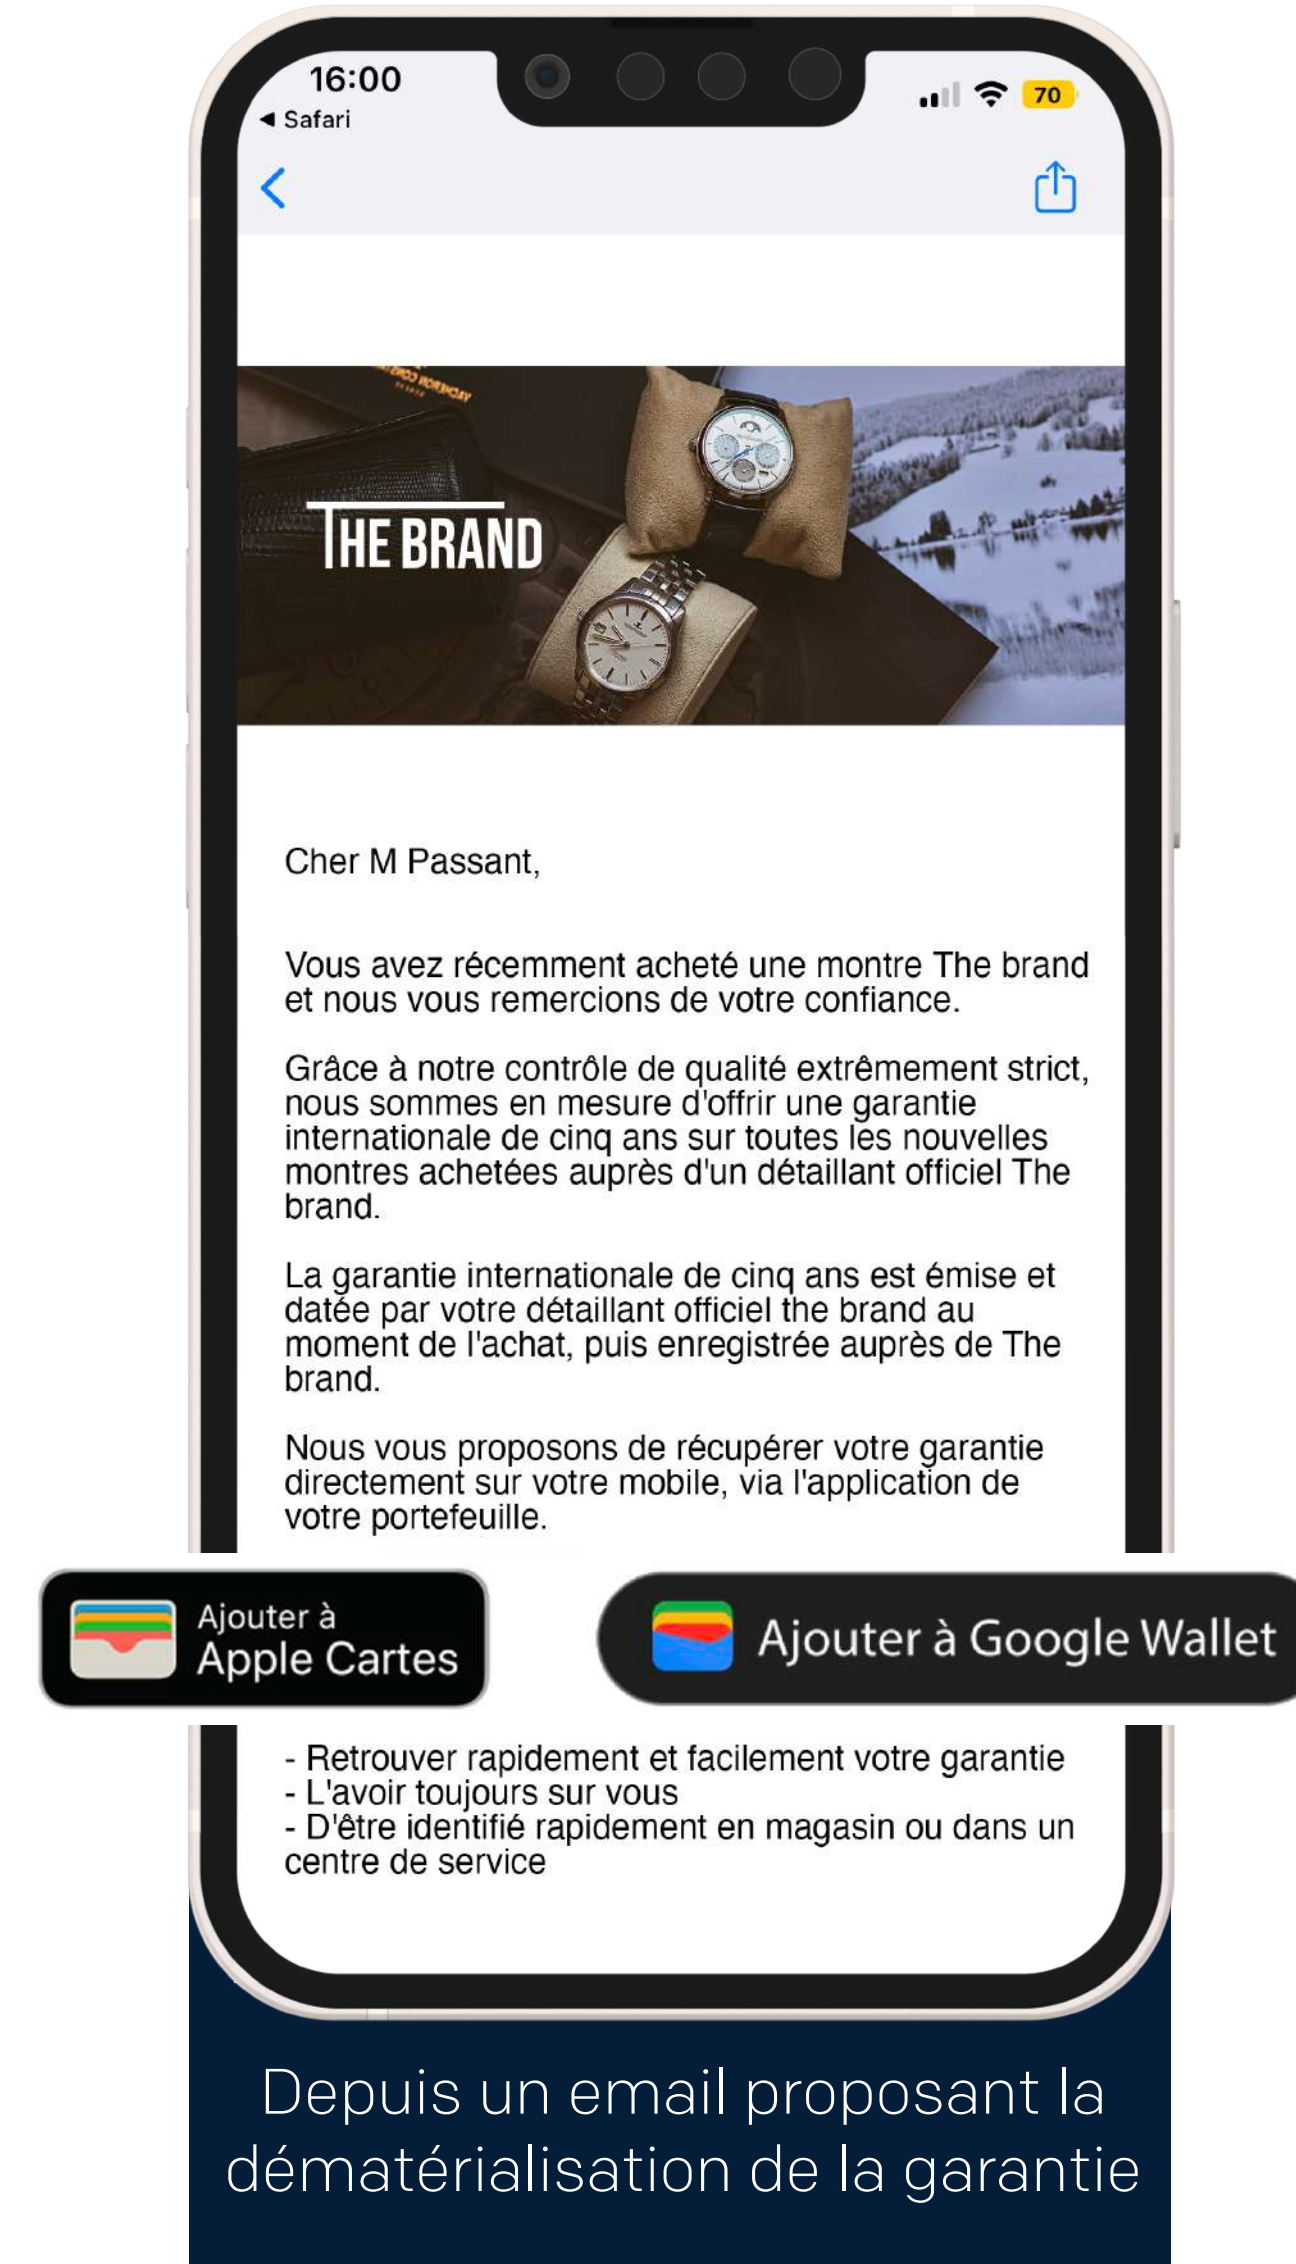 16:00
70
◀ Safari
VACHERON CONST
THE BRAND
Cher M Passant,
Vous avez récemment acheté une montre The brand
et nous vous remercions de votre confiance.
Grâce à notre contrôle de qualité extrêmement strict,
nous sommes en mesure d'offrir une garantie
internationale de cinq ans sur toutes les nouvelles
montres achetées auprès d'un détaillant officiel The
brand.
La garantie internationale de cinq ans est émise et
datée par votre détaillant officiel the brand au
moment de l'achat, puis enregistrée auprès de The
brand.
Nous vous proposons de récupérer votre garantie
directement sur votre mobile, via l'application de
votre portefeuille.
Ajouter à
Apple Cartes
Ajouter à Google Wallet
- Retrouver rapidement et facilement votre garantie
- L'avoir toujours sur vous
- D'être identifié rapidement en magasin ou dans un
centre de service
Depuis un email proposant la
dématérialisation de la garantie